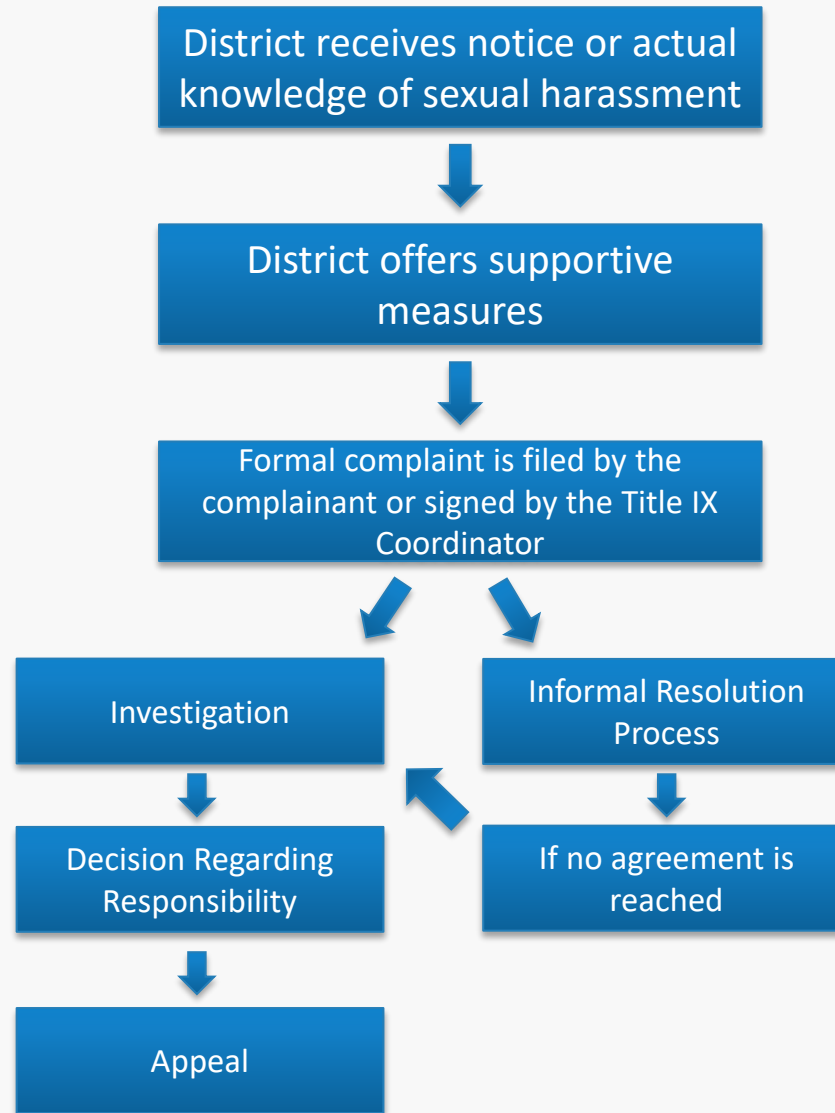 District receives notice or actual
knowledge of sexual harassment
District offers supportive
measures
Formal complaint is filed by the
complainant or signed by the Title IX
Coordinator
Investigation
Informal Resolution
Process
Decision Regarding
Responsibility
If no agreement is
reached
Appeal